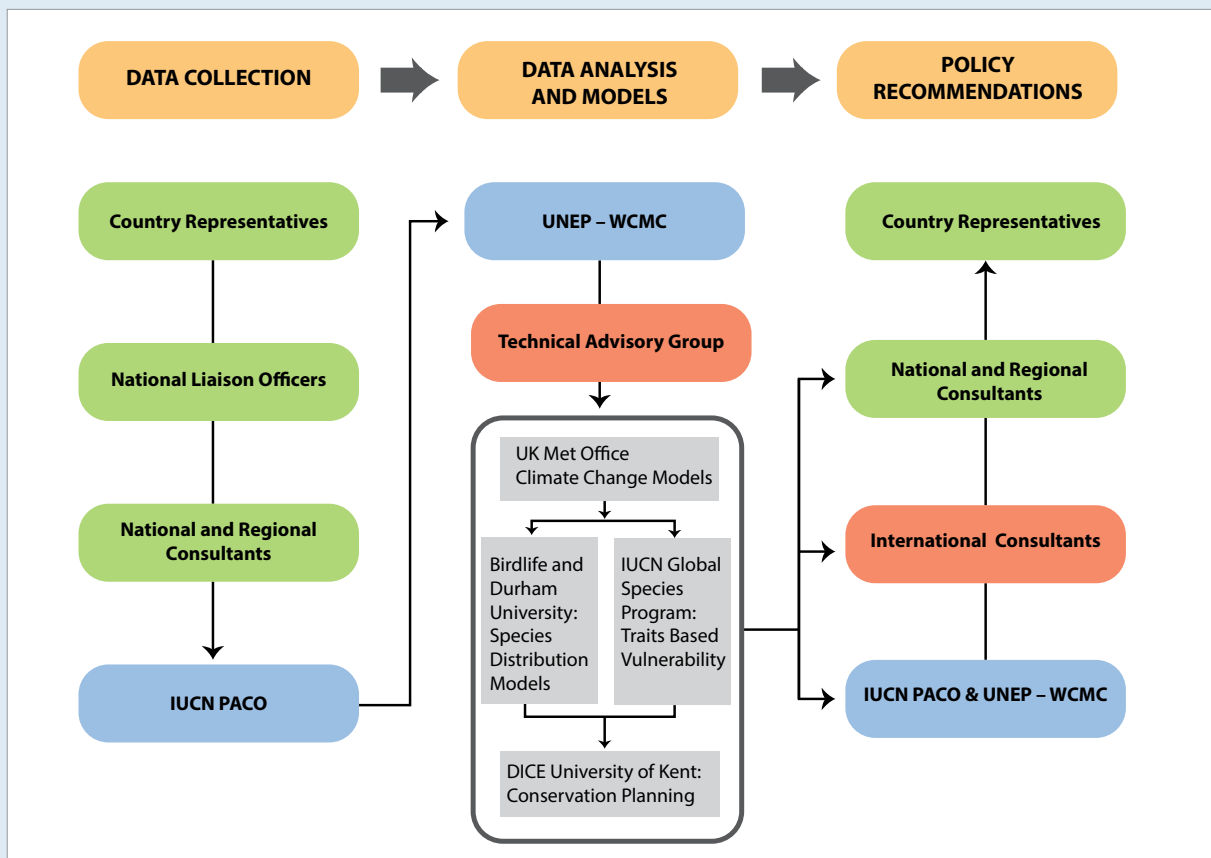 DATA COLLECTION
DATA ANALYSIS
AND MODELS
POLICY
RECOMMENDATIONS
Country Representatives
National Liaison Officers
National and Regional
Consultants
IUCN PACO
UNEP – WCMC
Technical Advisory Group
UK Met Office
Climate Change Models
Birdlife and
Durham
University:
Species
Distribution
Models
IUCN Global
Species
Program:
Traits Based
Vulnerability
DICE University of Kent:
Conservation Planning
Country Representatives
National and Regional
Consultants
International Consultants
IUCN PACO & UNEP – WCMC